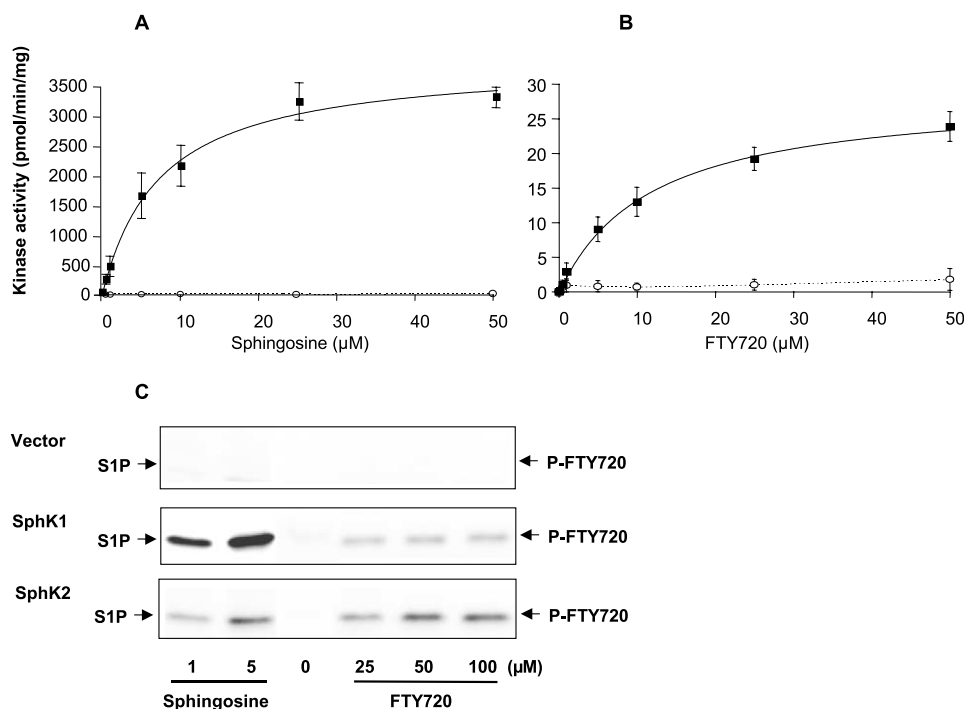 A
B
Kinase activity (pmol/min/mg)
3500
3000
2500
2000
1500
1000
500
0
0 10 20 30 40 50
Sphingosine (µM)
30
25
20
15
10
5
0
0 10 20 30 40 50
FTY720 (µM)
C
Vector
S1P P-FTY720
SphK1
S1P P-FTY720
SphK2
S1P P-FTY720
1 5 0 25 50 100 (µM)
Sphingosine FTY720